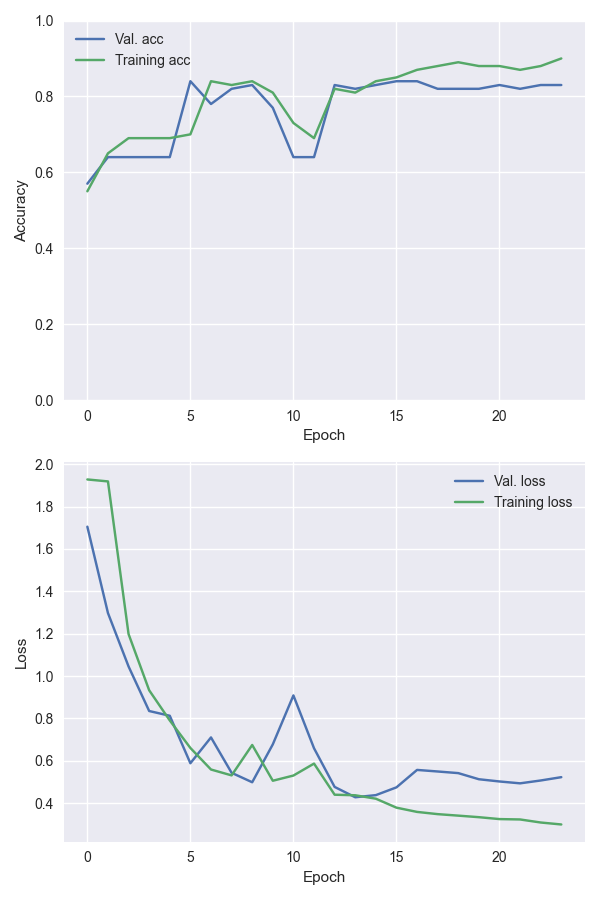 1.0
Val. acc
Training acc
0.8
0.6
Accuracy
0.4
0.2
0.0
0 5 10 15 20
Epoch
2.0
Val. loss
1.8
Training loss
1.6
1.4
1.2
Loss
1.0
0.8
0.6
0.4
0 5 10 15 20
Epoch